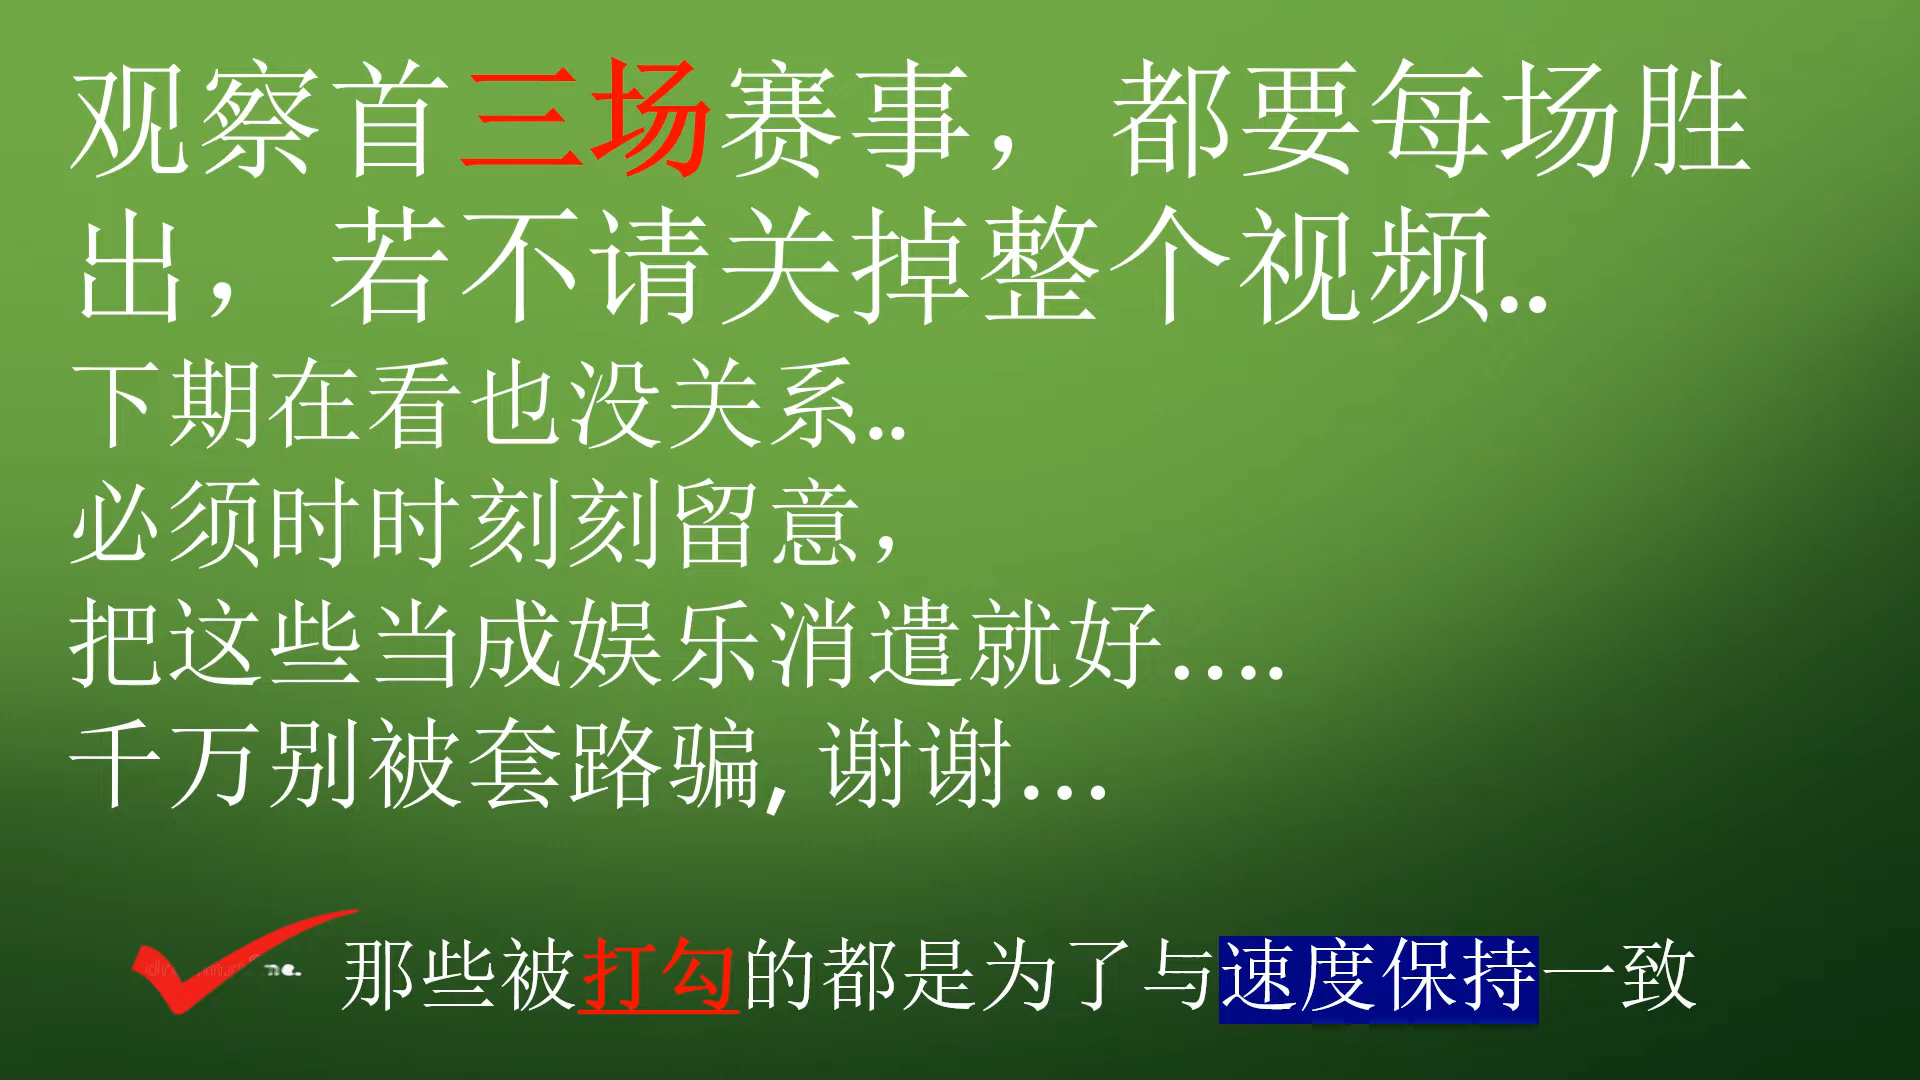 观察首三场赛事，都要每场胜
出，若不请关掉整个视频..
下期在看也没关系..
必须时时刻刻留意，
把这些当成娱乐消遣就好....
千万别被套路骗, 谢谢...
那些被打勾的都是为了与速度保持一致